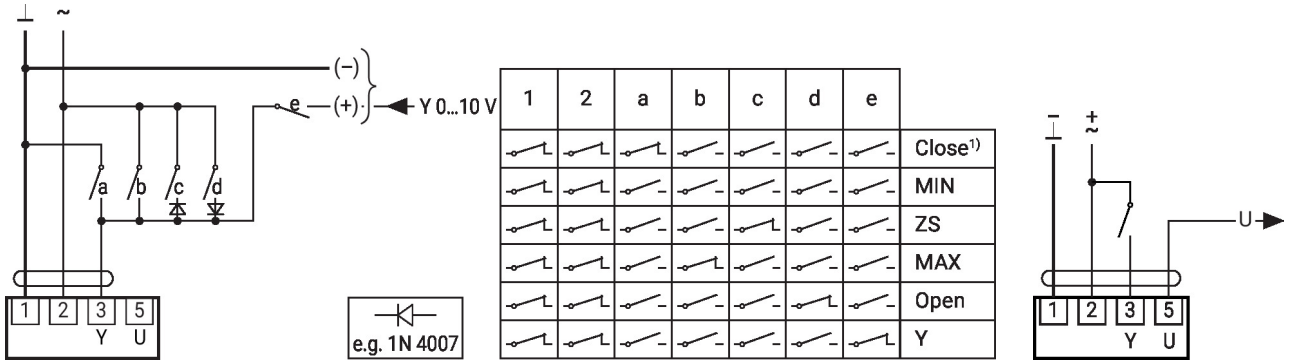 ⊥ ~
(–)
e (+) Y 0...10 V
a b c d
1 2 3 5
Y U
e.g. 1N 4007
1 2 a b c d e
Close¹⁾
MIN
ZS
MAX
Open
Y
– +
⊥ ~
U
1 2 3 5
Y U